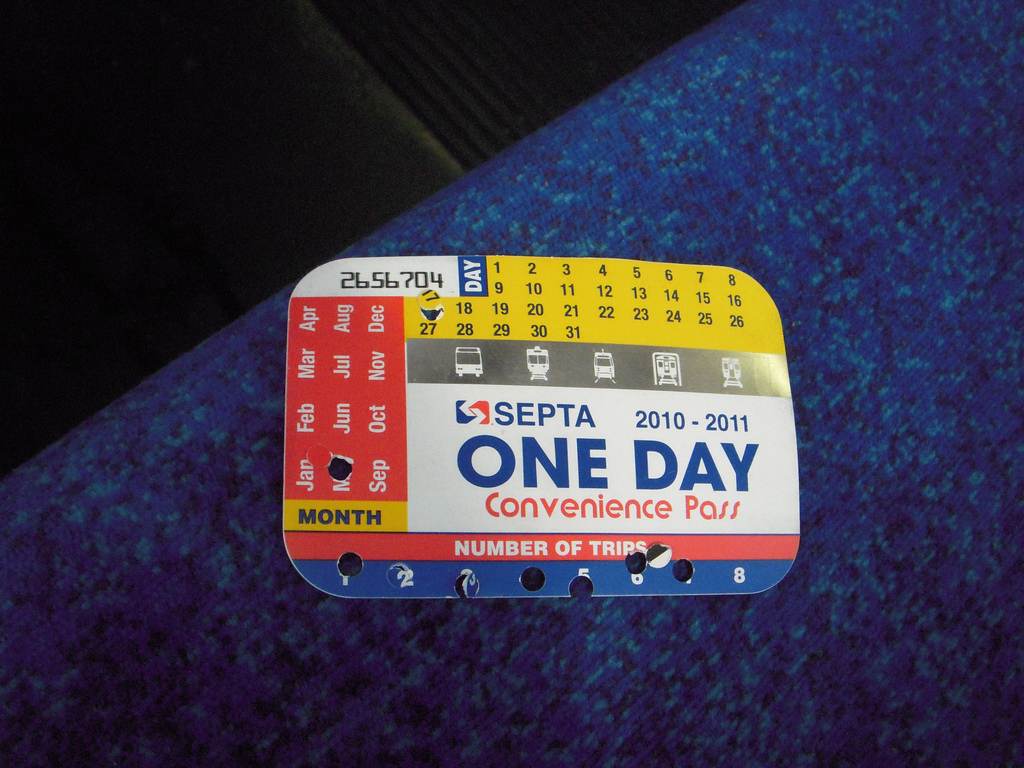 2656704
DAY
1 2 3 4 5 6 7 8
9 10 11 12 13 14 15 16
17 18 19 20 21 22 23 24 25 26
27 28 29 30 31
Apr Aug Dec
Mar Jul Nov
Feb Jun Oct
Jan Sep
MONTH
SEPTA 2010 - 2011
ONE DAY
Convenience Pass
NUMBER OF TRIPS
1 2 5 6 8